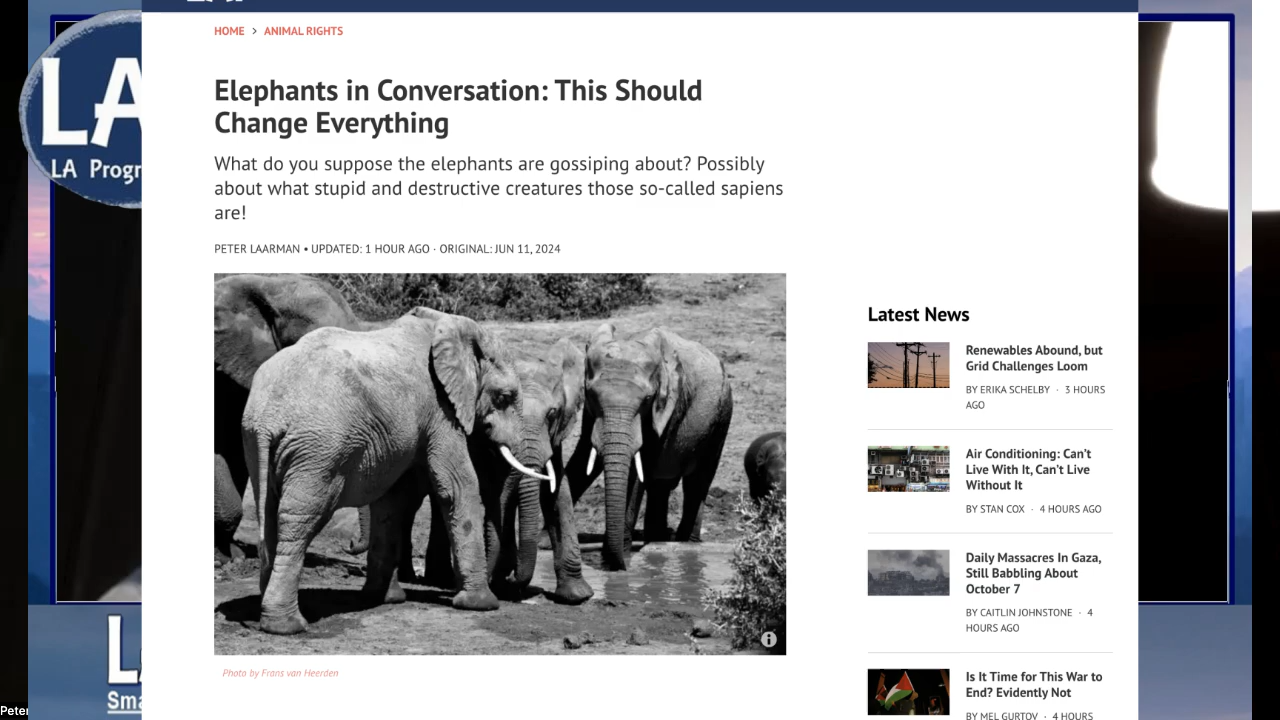 HOME > ANIMAL RIGHTS
Elephants in Conversation: This Should
Change Everything
What do you suppose the elephants are gossiping about? Possibly
about what stupid and destructive creatures those so-called sapiens
are!
PETER LAARMAN • UPDATED: 1 HOUR AGO · ORIGINAL: JUN 11, 2024
Photo by Frans van Heerden
Latest News
Renewables Abound, but
Grid Challenges Loom
BY ERIKA SCHELBY · 3 HOURS
AGO
Air Conditioning: Can't
Live With It, Can't Live
Without It
BY STAN COX · 4 HOURS AGO
Daily Massacres In Gaza,
Still Babbling About
October 7
BY CAITLIN JOHNSTONE · 4
HOURS AGO
Is It Time for This War to
End? Evidently Not
BY MEL GURTOV · 4 HOURS
LA
LA Progr
L
Sma
Peter